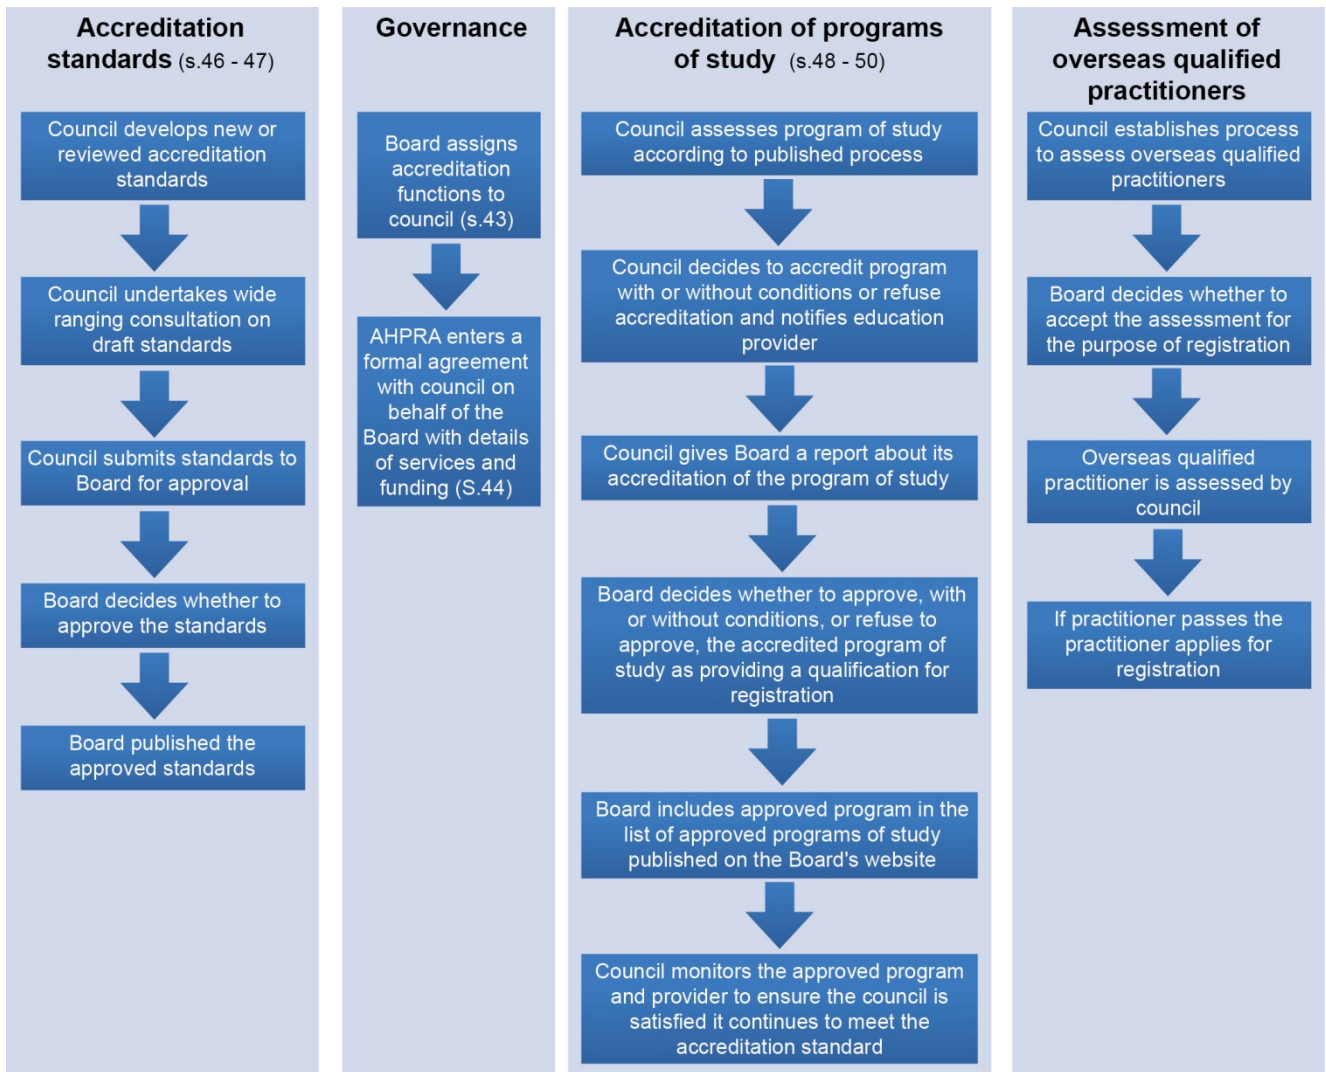 Accreditation
standards (s.46 - 47)
Council develops new or
reviewed accreditation
standards
Council undertakes wide
ranging consultation on
draft standards
Council submits standards to
Board for approval
Board decides whether to
approve the standards
Board published the
approved standards
Governance
Board assigns
accreditation
functions to
council (s.43)
AHPRA enters a
formal agreement
with council on
behalf of the
Board with details
of services and
funding (S.44)
Accreditation of programs
of study (s.48 - 50)
Council assesses program of study
according to published process
Council decides to accredit program
with or without conditions or refuse
accreditation and notifies education
provider
Council gives Board a report about its
accreditation of the program of study
Board decides whether to approve, with
or without conditions, or refuse to
approve, the accredited program of
study as providing a qualification for
registration
Board includes approved program in the
list of approved programs of study
published on the Board's website
Council monitors the approved program
and provider to ensure the council is
satisfied it continues to meet the
accreditation standard
Assessment of
overseas qualified
practitioners
Council establishes process
to assess overseas qualified
practitioners
Board decides whether to
accept the assessment for
the purpose of registration
Overseas qualified
practitioner is assessed by
council
If practitioner passes the
practitioner applies for
registration